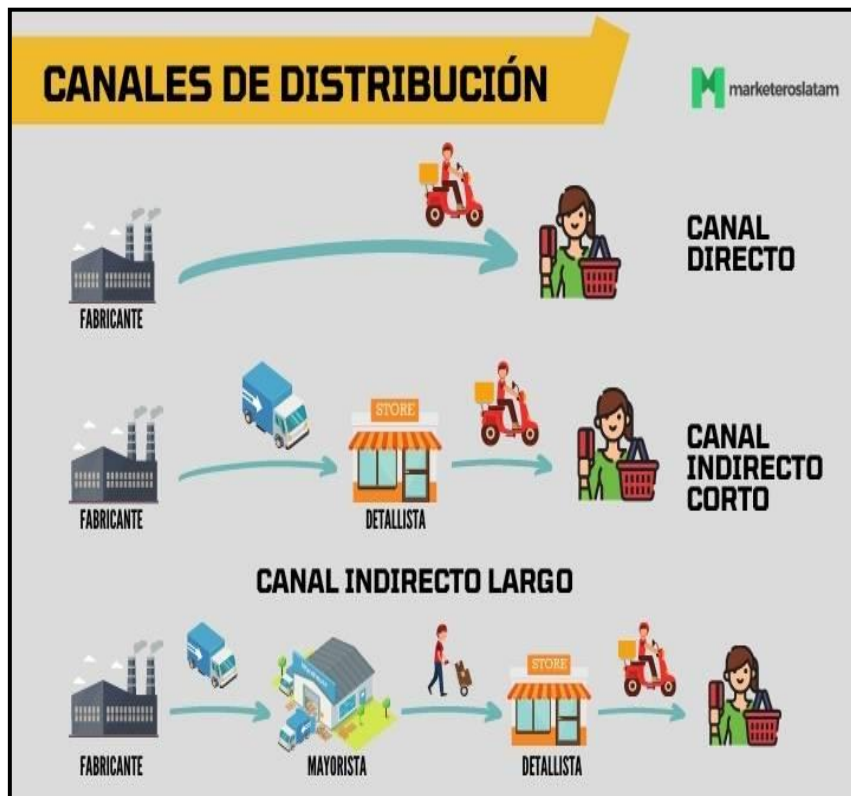 CANALES DE DISTRIBUCIÓN
marketeroslatam
CANAL
DIRECTO
FABRICANTE
STORE
CANAL
INDIRECTO
CORTO
FABRICANTE
DETALLISTA
CANAL INDIRECTO LARGO
STORE
FABRICANTE
MAYORISTA
DETALLISTA